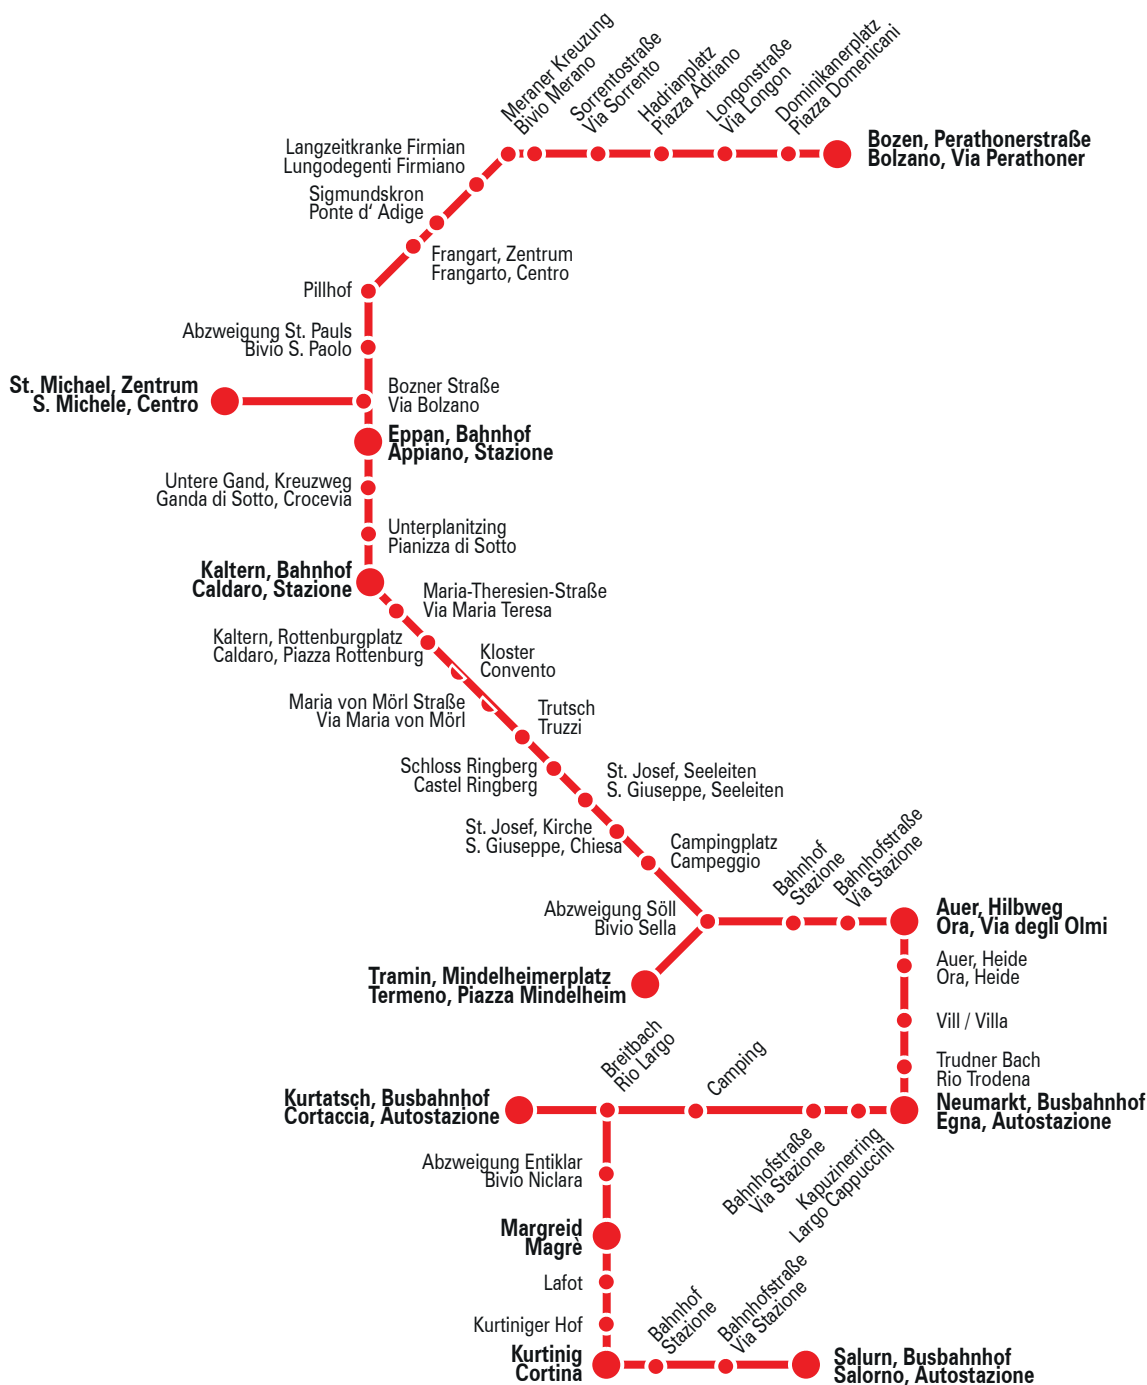 Meraner Kreuzung
Bivio Merano
Sorrentostraße
Via Sorrento
Hadrianplatz
Piazza Adriano
Longonstraße
Via Longon
Dominikanerplatz
Piazza Domenicani
Bozen, Perathonerstraße
Bolzano, Via Perathoner
Langzeitkranke Firmian
Lungodegenti Firmiano
Sigmundskron
Ponte d‘ Adige
Frangart, Zentrum
Frangarto, Centro
Pillhof
Abzweigung St. Pauls
Bivio S. Paolo
St. Michael, Zentrum
S. Michele, Centro
Bozner Straße
Via Bolzano
Eppan, Bahnhof
Appiano, Stazione
Untere Gand, Kreuzweg
Ganda di Sotto, Crocevia
Unterplanitzing
Pianizza di Sotto
Kaltern, Bahnhof
Caldaro, Stazione
Maria-Theresien-Straße
Via Maria Teresa
Kaltern, Rottenburgplatz
Caldaro, Piazza Rottenburg
Kloster
Convento
Maria von Mörl Straße
Via Maria von Mörl
Trutsch
Truzzi
Schloss Ringberg
Castel Ringberg
St. Josef, Seeleiten
S. Giuseppe, Seeleiten
St. Josef, Kirche
S. Giuseppe, Chiesa
Campingplatz
Campeggio
Abzweigung Söll
Bivio Sella
Bahnhof
Stazione
Bahnhofstraße
Via Stazione
Auer, Hilbweg
Ora, Via degli Olmi
Tramin, Mindelheimerplatz
Termeno, Piazza Mindelheim
Auer, Heide
Ora, Heide
Vill / Villa
Trudner Bach
Rio Trodena
Neumarkt, Busbahnhof
Egna, Autostazione
Kapuzinerring
Largo Cappuccini
Bahnhofstraße
Via Stazione
Camping
Breitbach
Rio Largo
Kurtatsch, Busbahnhof
Cortaccia, Autostazione
Abzweigung Entiklar
Bivio Niclara
Margreid
Magrè
Lafot
Kurtiniger Hof
Kurtinig
Cortina
Bahnhof
Stazione
Bahnhofstraße
Via Stazione
Salurn, Busbahnhof
Salorno, Autostazione